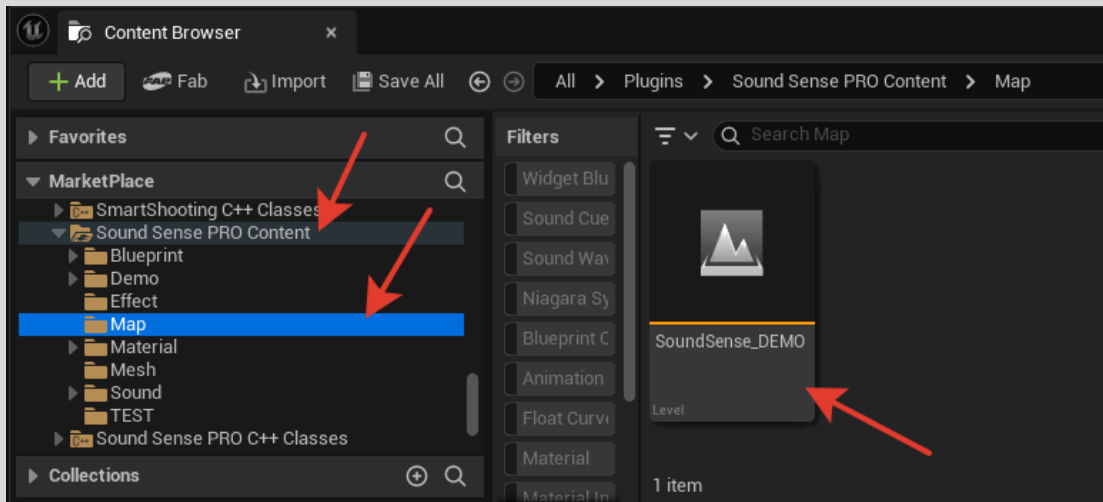 Content Browser
Add Fab Import Save All All > Plugins > Sound Sense PRO Content > Map
Favorites
MarketPlace
SmartShooting C++ Classes
Sound Sense PRO Content
Blueprint
Demo
Effect
Map
Material
Mesh
Sound
TEST
Sound Sense PRO C++ Classes
Collections
Filters
Widget Blu
Sound Cue
Sound Wav
Niagara Sy
Blueprint C
Animation
Float Curv
Material
Material In
Search Map
SoundSense_DEMO
Level
1 item